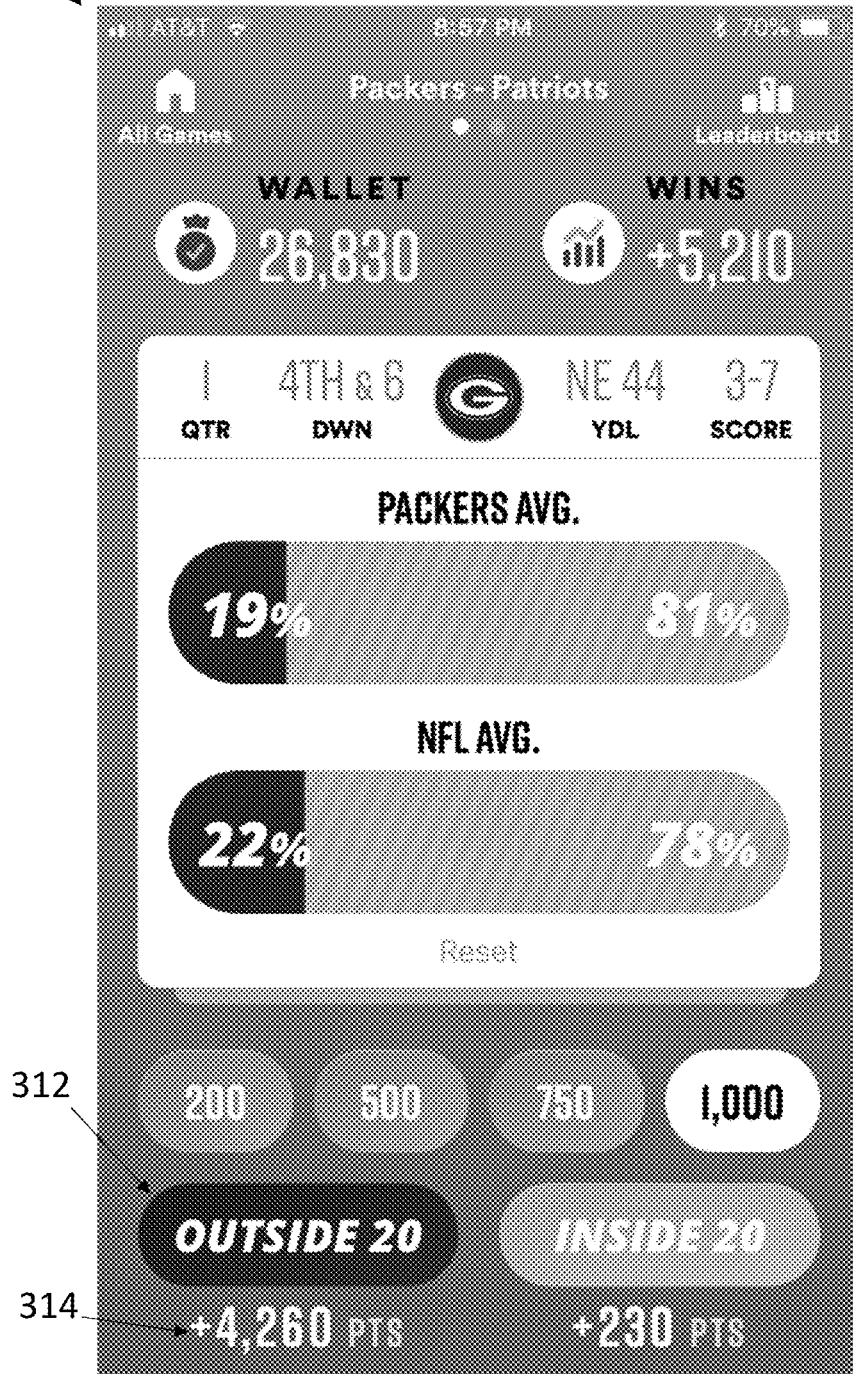 AT&T 8:57 PM 70%
Packers - Patriots
All Games Leaderboard
WALLET WINS
26,830 +5,210
1 4TH & 6 G NE 44 3-7
QTR DWN YDL SCORE
PACKERS AVG.
19% 81%
NFL AVG.
22% 78%
Reset
312
200 500 750 1,000
OUTSIDE 20 INSIDE 20
314 +4,260 PTS +230 PTS